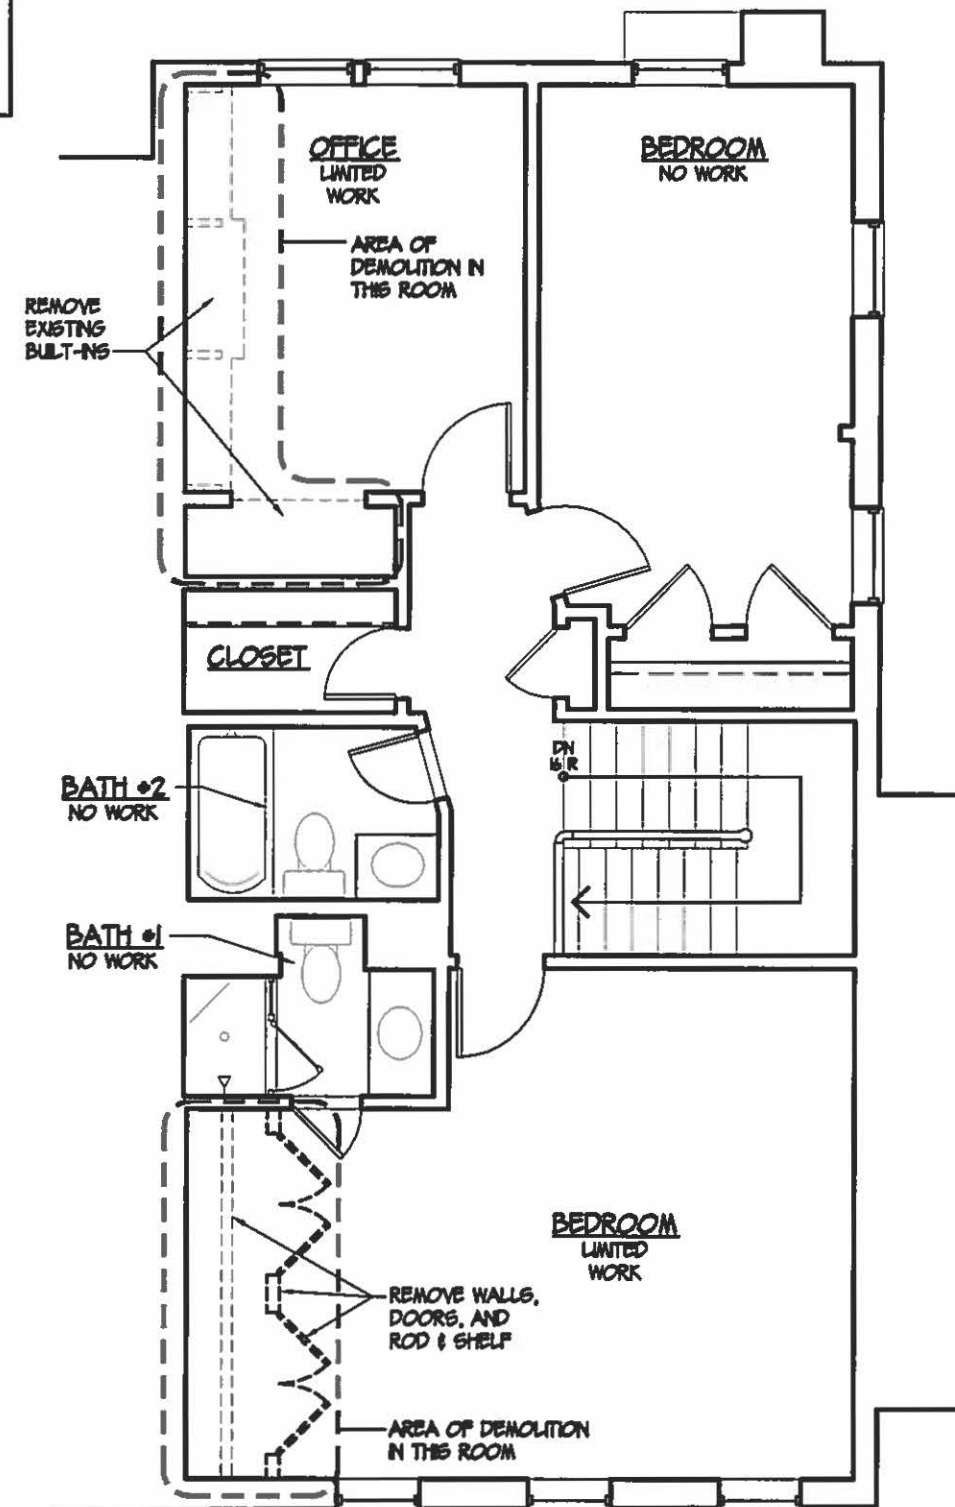 OFFICE
LIMITED
WORK
BEDROOM
NO WORK
AREA OF
DEMOLITION IN
THIS ROOM
REMOVE
EXISTING
BUILT-INS
CLOSET
DN
16 R
BATH #2
NO WORK
BATH #1
NO WORK
BEDROOM
LIMITED
WORK
REMOVE WALLS,
DOORS, AND
ROD & SHELF
AREA OF DEMOLITION
IN THIS ROOM